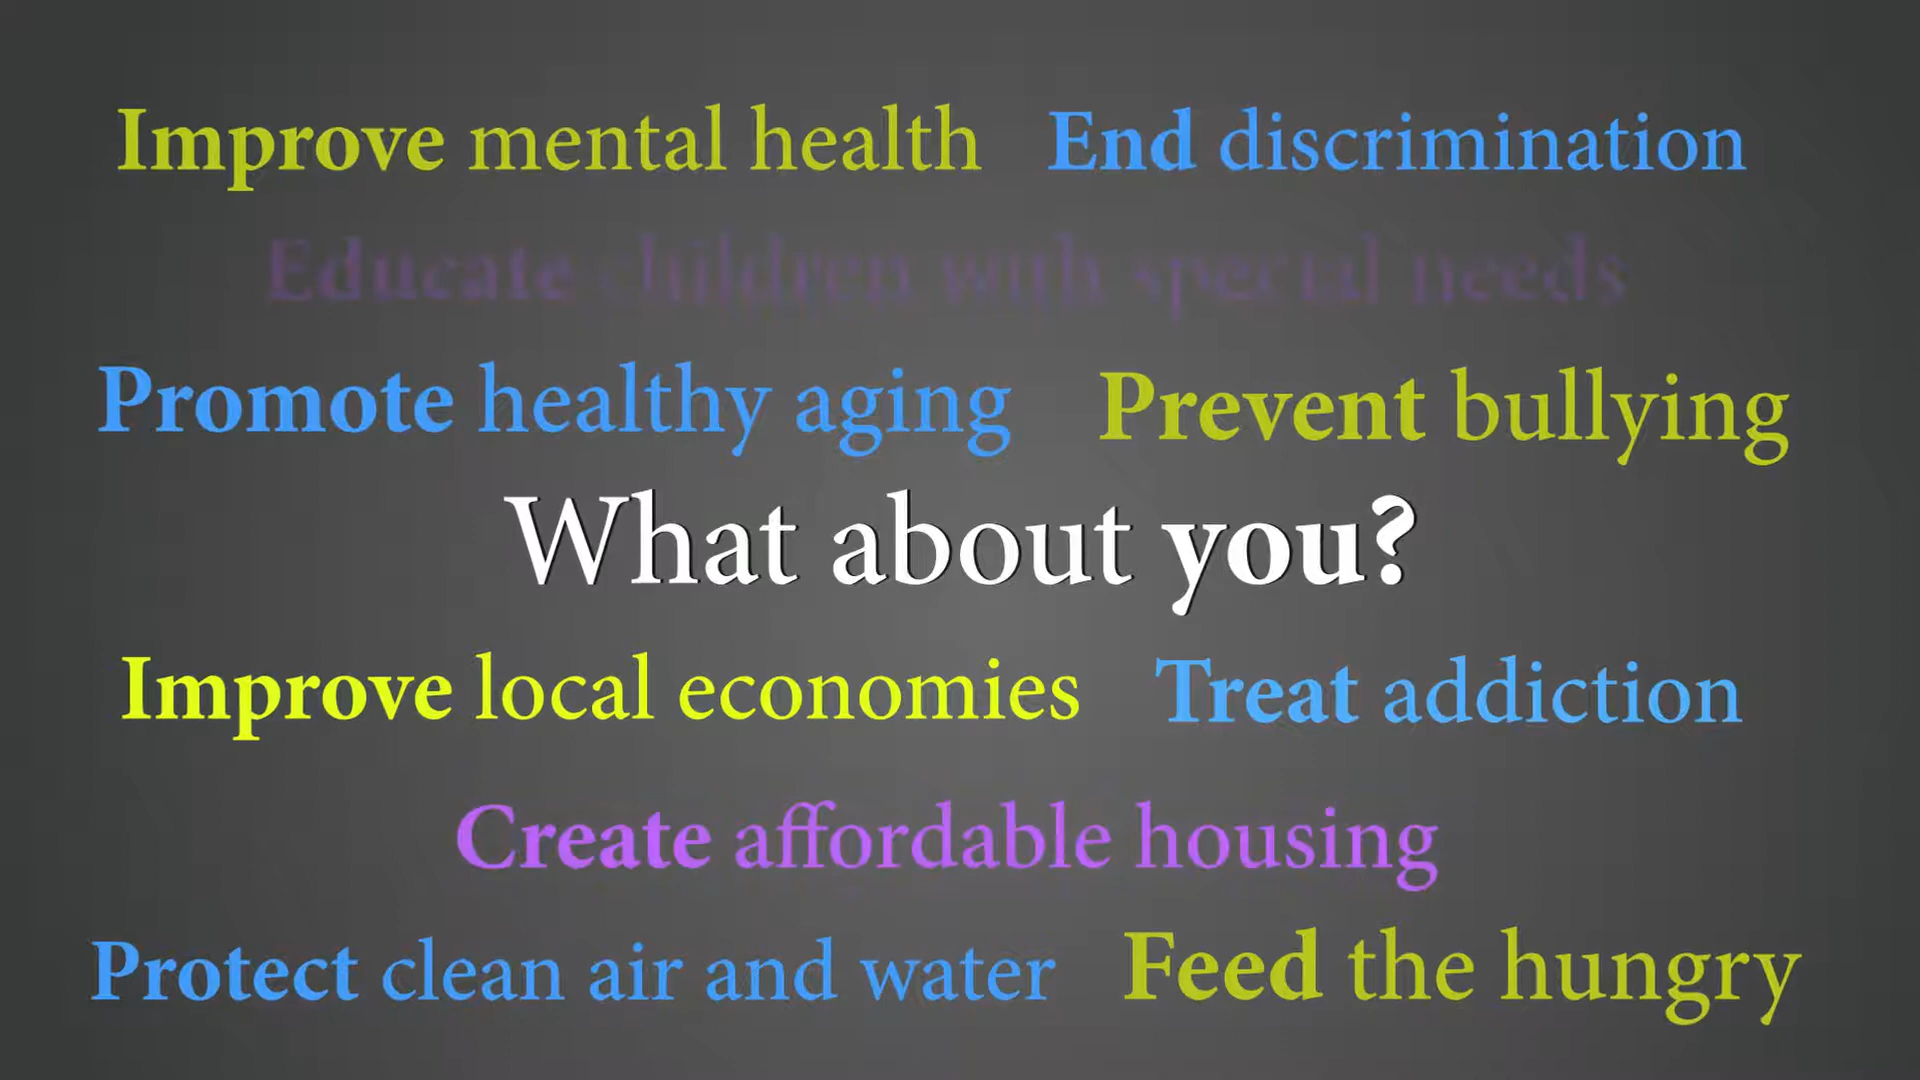 Improve mental health End discrimination
Educate children with special needs
Promote healthy aging Prevent bullying
What about you?
Improve local economies Treat addiction
Create affordable housing
Protect clean air and water Feed the hungry